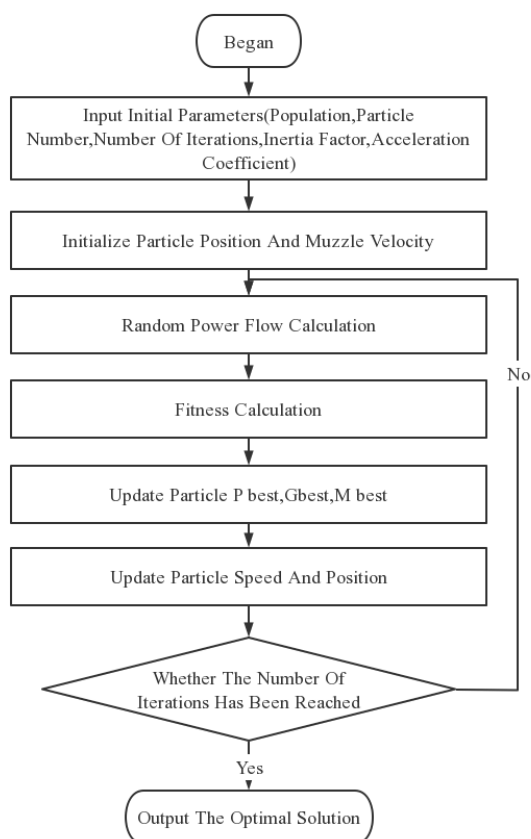 Began
Input Initial Parameters(Population,Particle
Number,Number Of Iterations,Inertia Factor,Acceleration
Coefficient)
Initialize Particle Position And Muzzle Velocity
Random Power Flow Calculation
No
Fitness Calculation
Update Particle P best,Gbest,M best
Update Particle Speed And Position
Whether The Number Of
Iterations Has Been Reached
Yes
Output The Optimal Solution